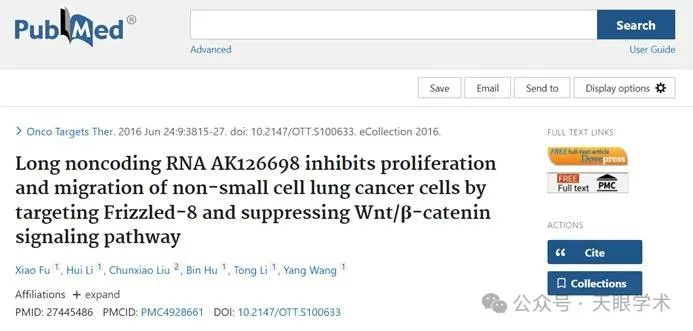 PubMed®
Search
Advanced
User Guide
Save
Email
Send to
Display options
> Onco Targets Ther. 2016 Jun 24:9:3815-27. doi: 10.2147/OTT.S100633. eCollection 2016.
Long noncoding RNA AK126698 inhibits proliferation
and migration of non-small cell lung cancer cells by
targeting Frizzled-8 and suppressing Wnt/β-catenin
signaling pathway
Xiao Fu 1, Hui Li 1, Chunxiao Liu 2, Bin Hu 1, Tong Li 1, Yang Wang 1
Affiliations + expand
PMID: 27445486 PMCID: PMC4928661 DOI: 10.2147/OTT.S100633
FULL TEXT LINKS
FREE full-text article
Dovepress
FREE
Full text
PMC
ACTIONS
Cite
Collections
公众号 · 天眼学术